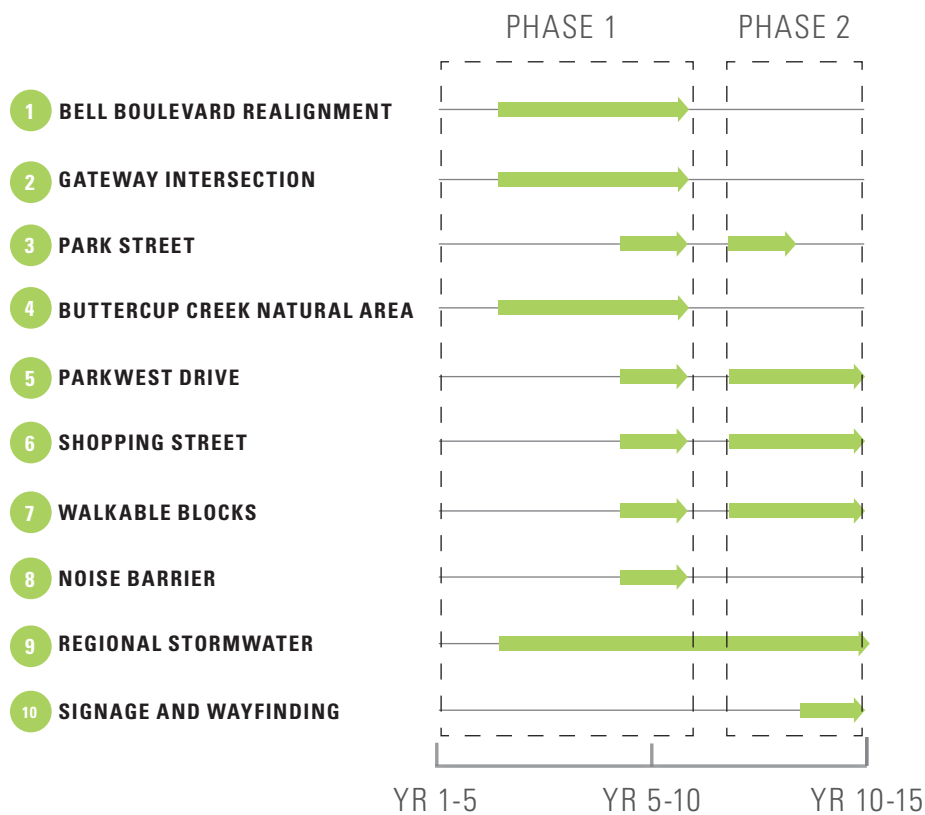 PHASE 1 PHASE 2
1 BELL BOULEVARD REALIGNMENT
2 GATEWAY INTERSECTION
3 PARK STREET
4 BUTTERCUP CREEK NATURAL AREA
5 PARKWEST DRIVE
6 SHOPPING STREET
7 WALKABLE BLOCKS
8 NOISE BARRIER
9 REGIONAL STORMWATER
10 SIGNAGE AND WAYFINDING
YR 1-5 YR 5-10 YR 10-15